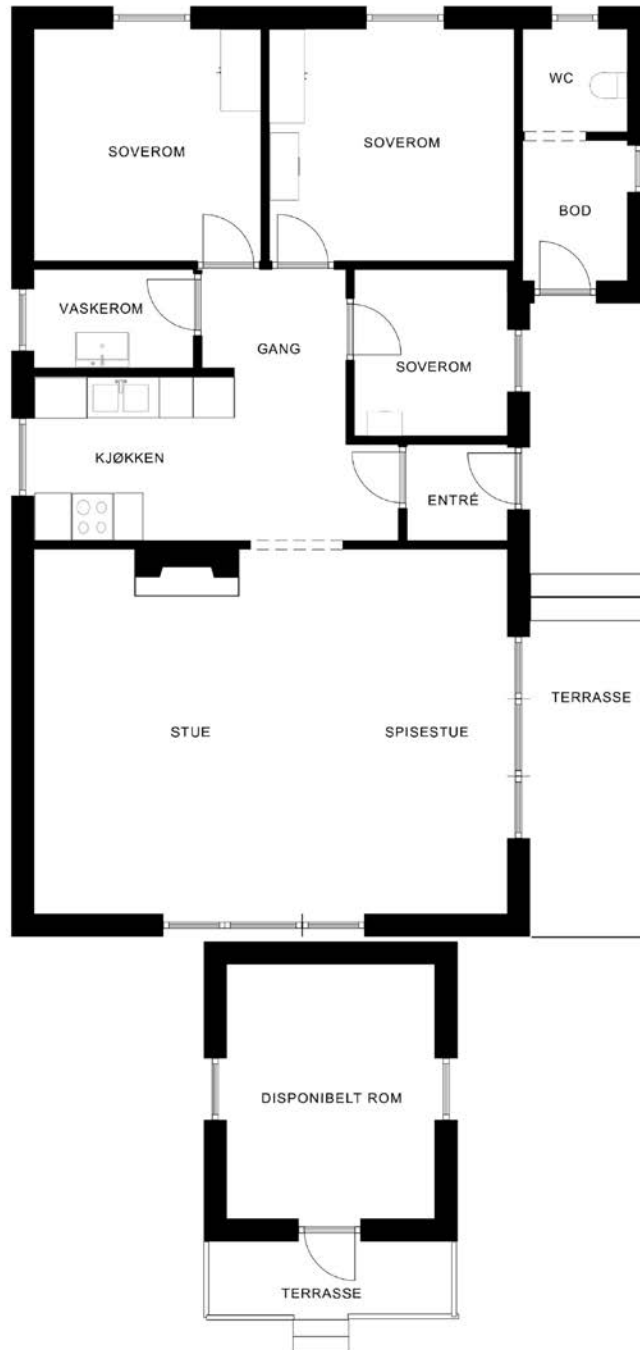 WC
SOVEROM
SOVEROM
BOD
VASKEROM
GANG
SOVEROM
KJØKKEN
ENTRÉ
TERRASSE
STUE
SPISESTUE
DISPONIBELT ROM
TERRASSE